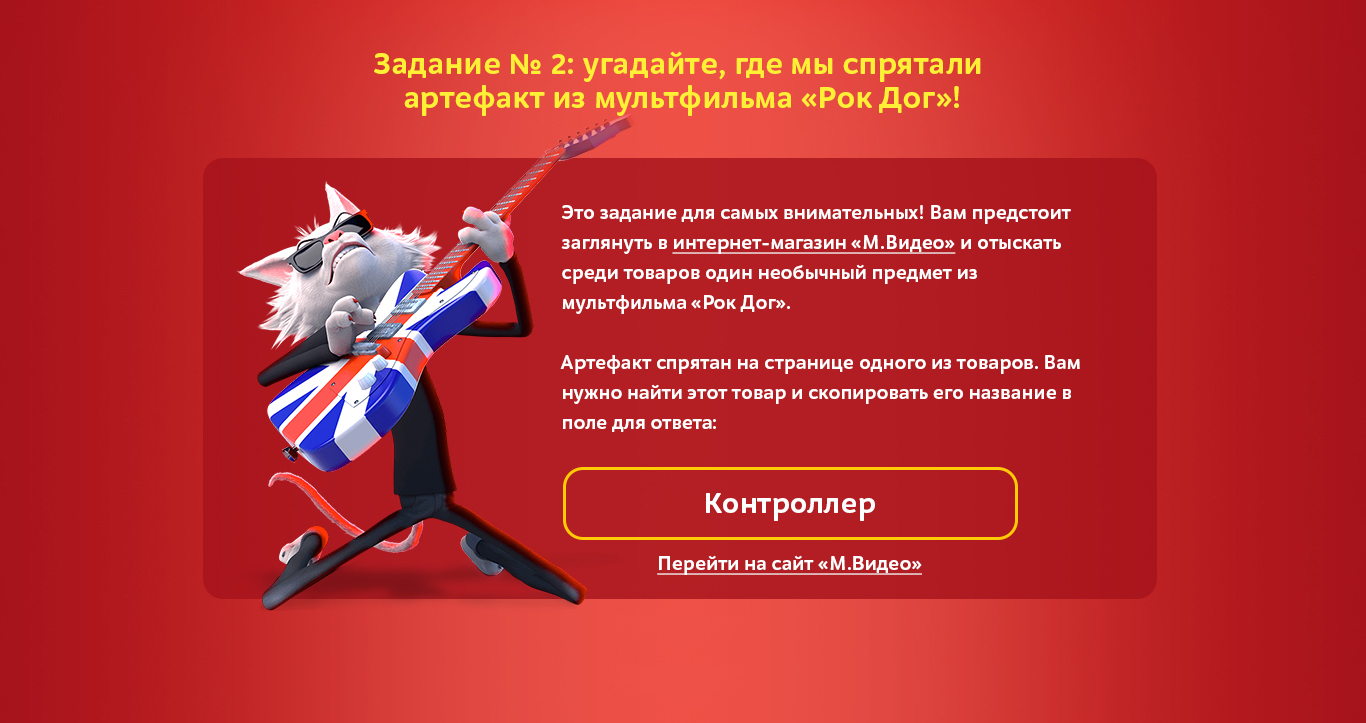 Задание № 2: угадайте, где мы спрятали
артефакт из мультфильма «Рок Дог»!
Это задание для самых внимательных! Вам предстоит
заглянуть в интернет-магазин «М.Видео» и отыскать
среди товаров один необычный предмет из
мультфильма «Рок Дог».
Артефакт спрятан на странице одного из товаров. Вам
нужно найти этот товар и скопировать его название в
поле для ответа:
Контроллер
Перейти на сайт «М.Видео»